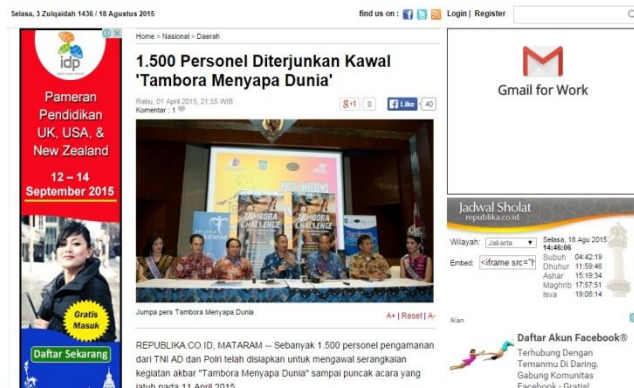 Selasa, 3 Zulqaidah 1436 / 18 Agustus 2015
find us on :
Login | Register
Home > Nasional > Daerah
1.500 Personel Diterjunkan Kawal
'Tambora Menyapa Dunia'
Rabu, 01 April 2015, 21:55 WIB
Komentar : 1
g+1 0
Like 40
idp
Pameran
Pendidikan
UK, USA, &
New Zealand
12 – 14
September 2015
Gratis
Masuk
Daftar Sekarang
TAMBORA
CHALLENGE
TAMBORA
CHALLENGE
Jumpa pers Tambora Menyapa Dunia
A+ | Reset | A-
REPUBLIKA.CO.ID, MATARAM -- Sebanyak 1.500 personel pengamanan
dari TNI AD dan Polri telah disiapkan untuk mengawal serangkaian
kegiatan akbar "Tambora Menyapa Dunia" sampai puncak acara yang
jatuh pada 11 April 2015.
Gmail for Work
Jadwal Sholat
republika.co.id
Wilayah: Jakarta
Selasa, 18 Agu 2015
14:46:06
Embed: <iframe src="h
Subuh 04:42:19
Dhuhur 11:59:46
Ashar 15:19:34
Maghrib 17:57:51
Isya 19:08:14
Iklan
Daftar Akun Facebook®
Terhubung Dengan
Temanmu Di Daring.
Gabung Komunitas
Facebook - Gratis!